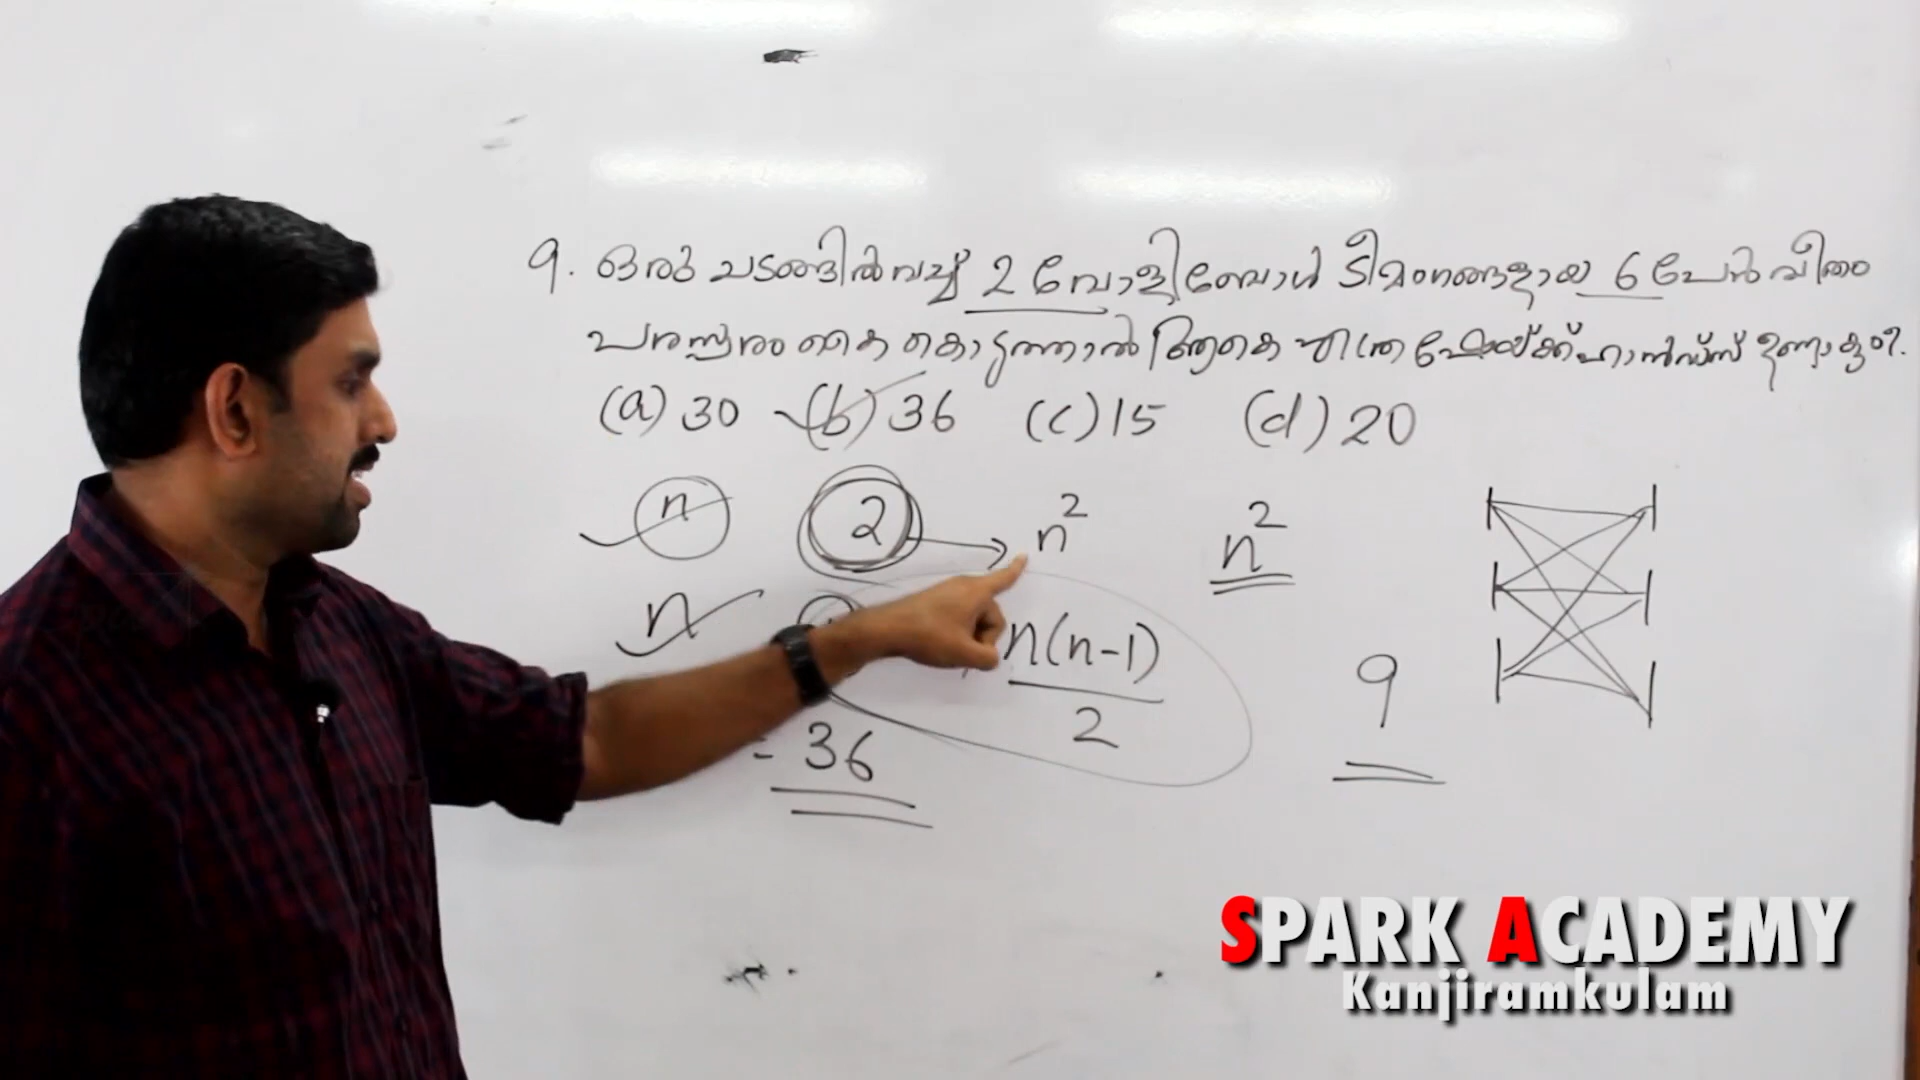 9. ഒരു ചടങ്ങിൽ വച്ച് 2 വോളിബോൾ ടീമംഗങ്ങളായ 6 പേർ വീതം
പരസ്പരം കൈ കൊടുത്താൽ ആകെ എത്ര ഷേയ്ക്ക്ഹാൻഡ്സ് ഉണ്ടാകും.
(a) 30 (b) 36 (c) 15 (d) 20
n 2 → n² n²
n n(n-1)/2 9
= 36
SPARK ACADEMY
Kanjiramkulam